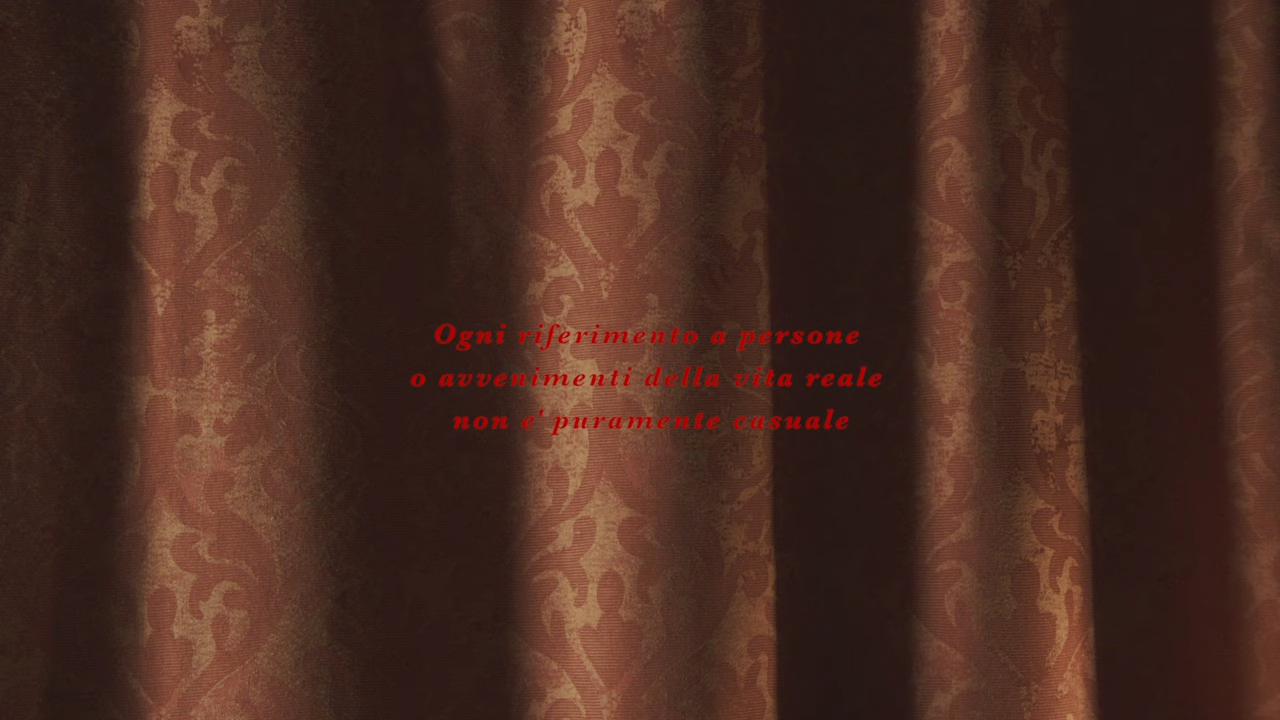 Ogni riferimento a persone
o avvenimenti della vita reale
non e' puramente casuale